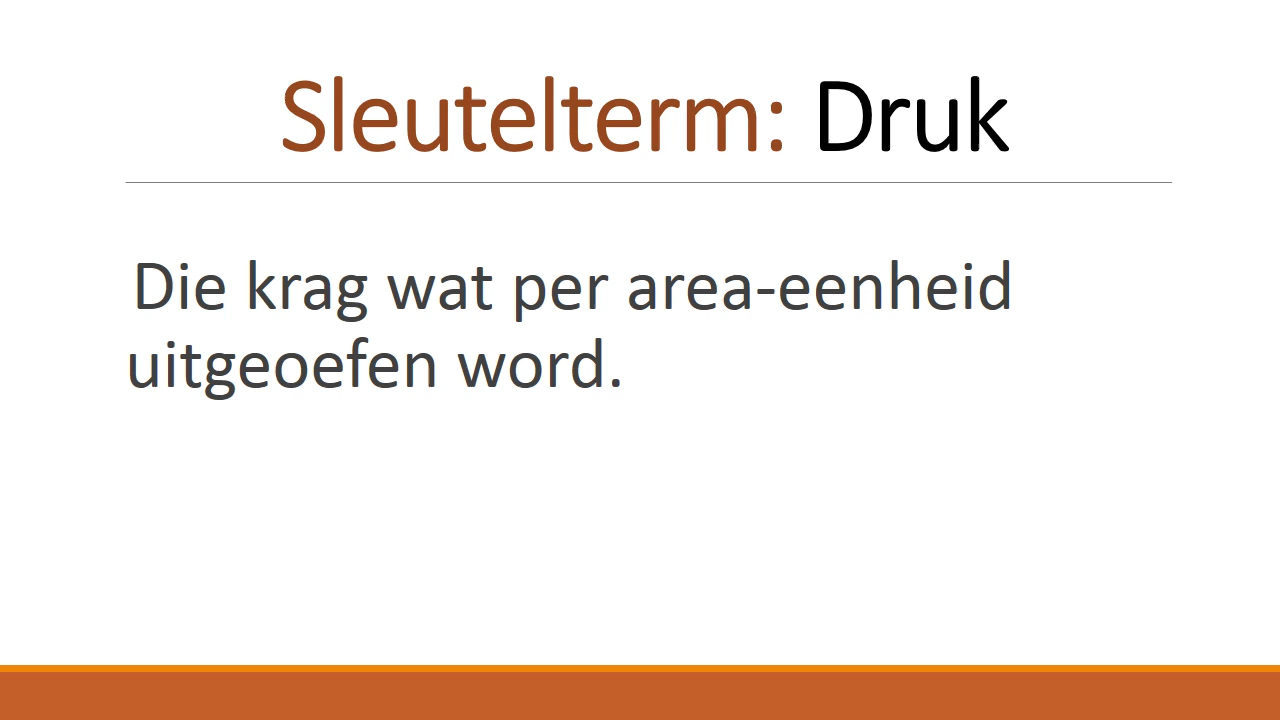 Sleutelterm: Druk
Die krag wat per area-eenheid
uitgeoefen word.